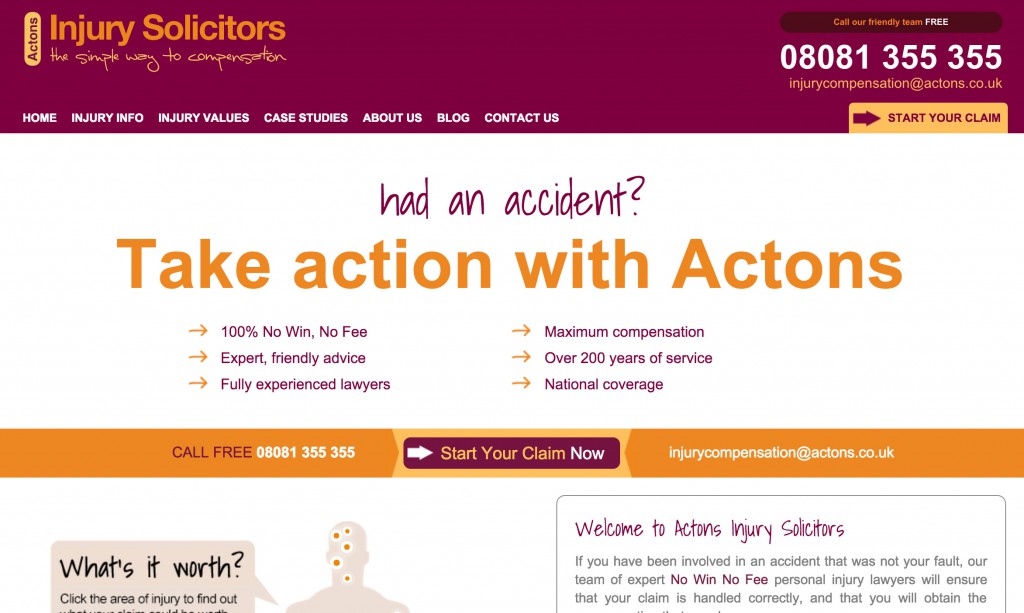 Actons
Injury Solicitors
the simple way to compensation
Call our friendly team FREE
08081 355 355
injurycompensation@actons.co.uk
HOME INJURY INFO INJURY VALUES CASE STUDIES ABOUT US BLOG CONTACT US
START YOUR CLAIM
had an accident?
Take action with Actons
100% No Win, No Fee
Expert, friendly advice
Fully experienced lawyers
Maximum compensation
Over 200 years of service
National coverage
CALL FREE 08081 355 355
Start Your Claim Now
injurycompensation@actons.co.uk
What's it worth?
Click the area of injury to find out
what your claim could be worth
Welcome to Actons Injury Solicitors
If you have been involved in an accident that was not your fault, our
team of expert No Win No Fee personal injury lawyers will ensure
that your claim is handled correctly, and that you will obtain the